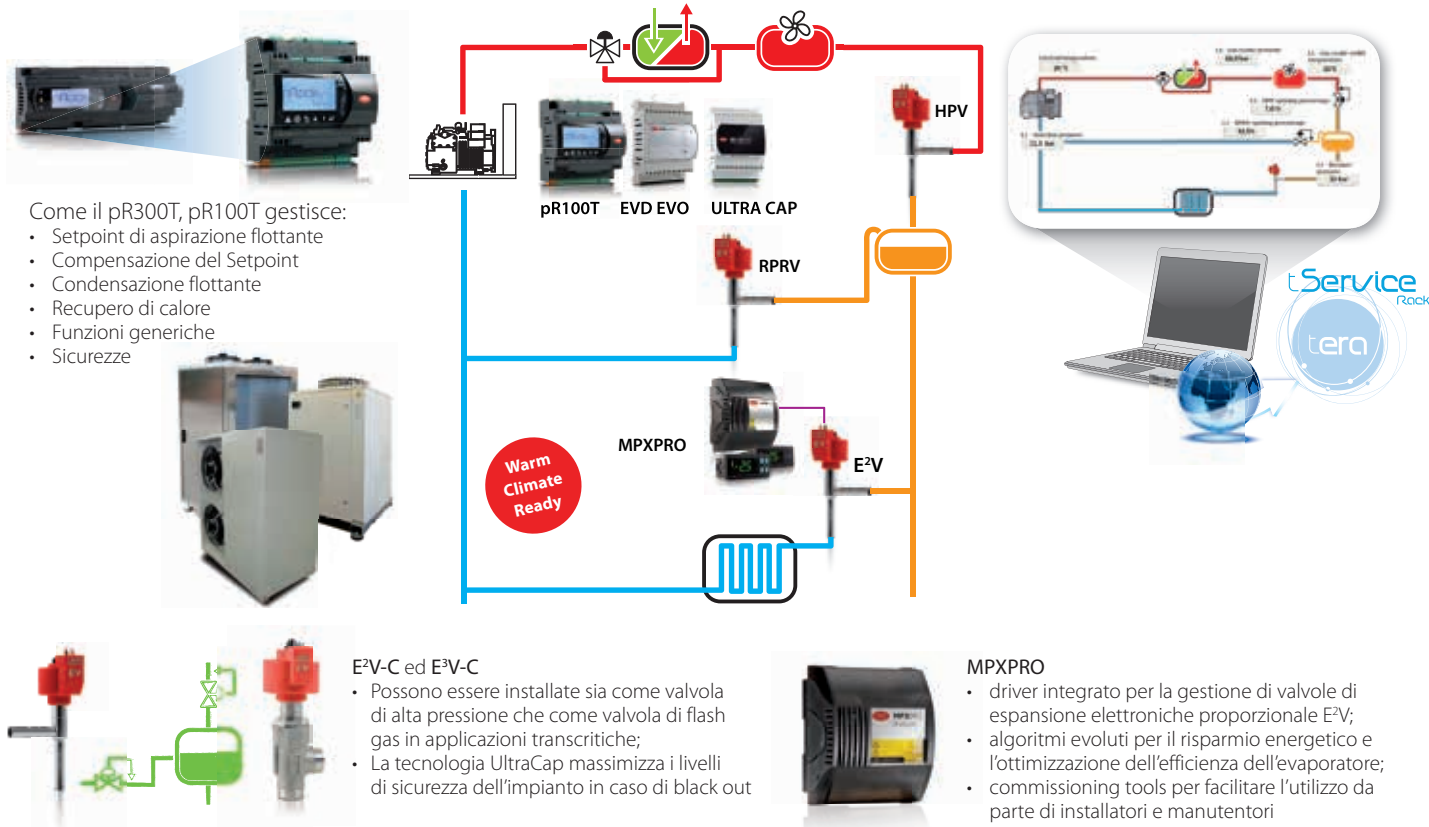 Come il pR300T, pR100T gestisce:
• Setpoint di aspirazione flottante
• Compensazione del Setpoint
• Condensazione flottante
• Recupero di calore
• Funzioni generiche
• Sicurezze
pR100T
EVD EVO
ULTRA CAP
HPV
RPRV
MPXPRO
E²V
Warm
Climate
Ready
tService
Rack
tera
E²V-C ed E³V-C
• Possono essere installate sia come valvola
di alta pressione che come valvola di flash
gas in applicazioni transcritiche;
• La tecnologia UltraCap massimizza i livelli
di sicurezza dell’impianto in caso di black out
MPXPRO
• driver integrato per la gestione di valvole di
espansione elettroniche proporzionale E²V;
• algoritmi evoluti per il risparmio energetico e
l’ottimizzazione dell’efficienza dell’evaporatore;
• commissioning tools per facilitare l’utilizzo da
parte di installatori e manutentori